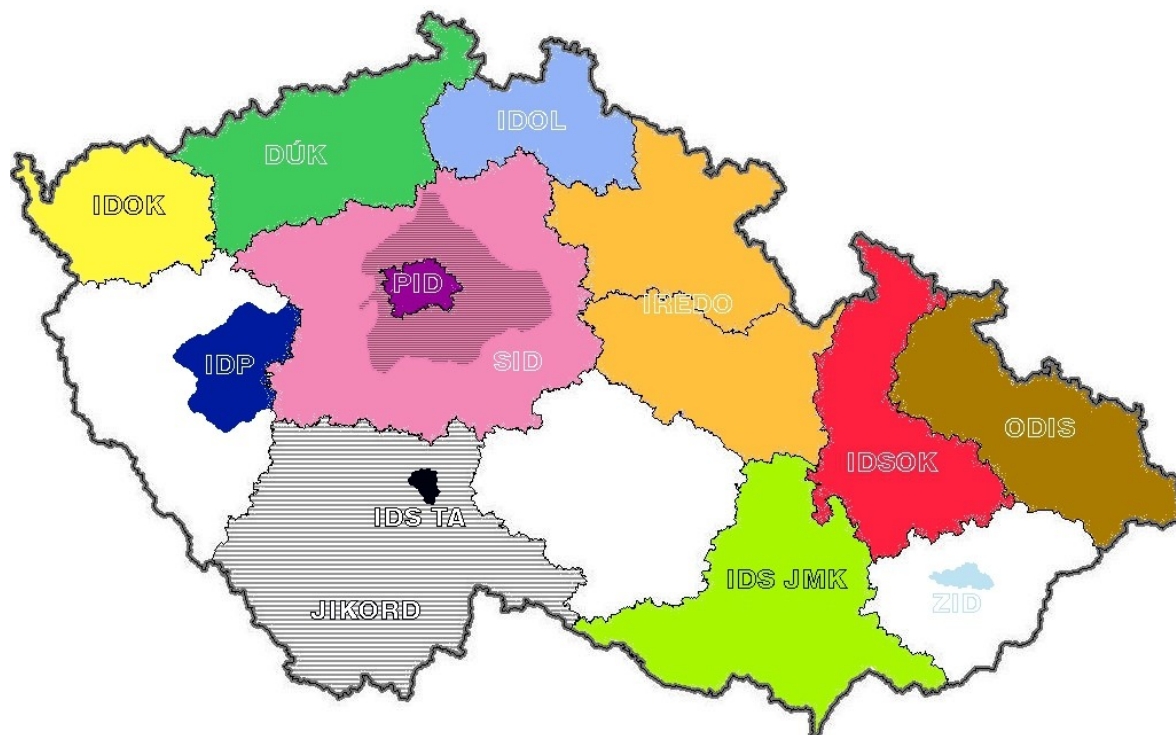 IDOL
DÚK
IDOK
PID
IREDO
IDP
SID
ODIS
IDSOK
IDS TA
IDS JMK
ZID
JIKORD